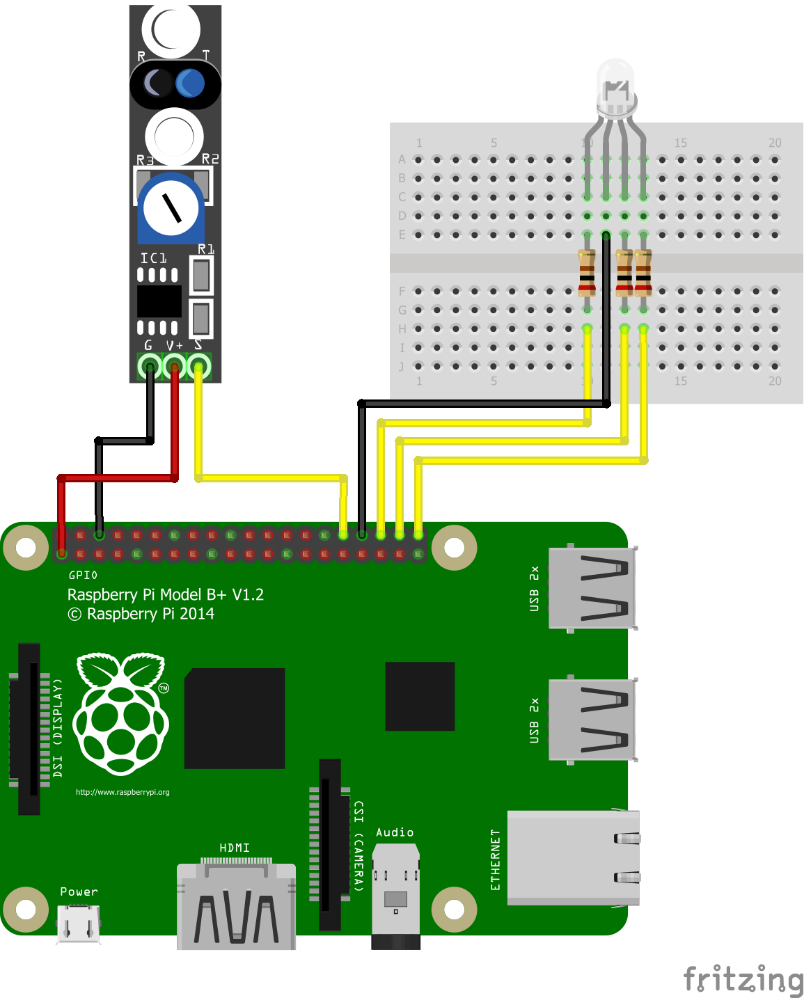 R T
R3 R2
R1
IC1
G V+ S
1 5 10 15 20
A
B
C
D
E
F
G
H
I
J
1 5 10 15 20
GPIO
Raspberry Pi Model B+ V1.2
© Raspberry Pi 2014
TM
http://www.raspberrypi.org
DSI (DISPLAY)
CSI (CAMERA)
USB 2x
USB 2x
ETHERNET
HDMI
Audio
Power
fritzing